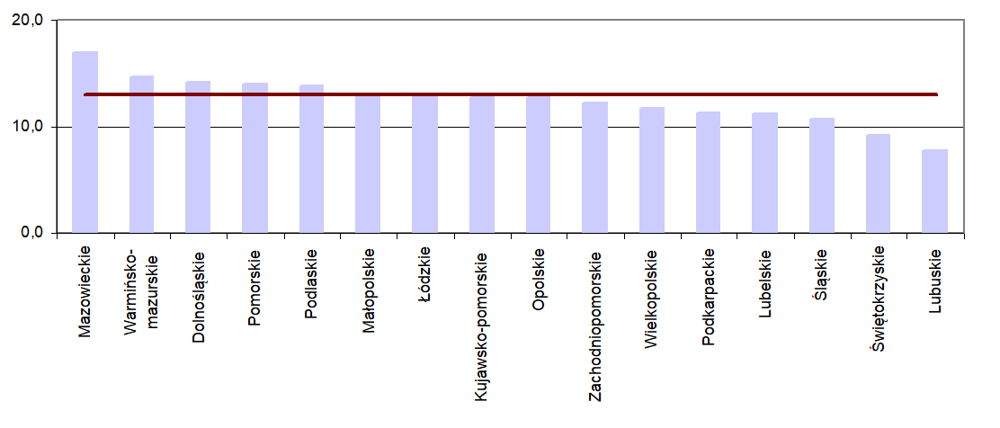 20,0
10,0
0,0
Mazowieckie
Warmińsko-
mazurskie
Dolnośląskie
Pomorskie
Podlaskie
Małopolskie
Łódzkie
Kujawsko-pomorskie
Opolskie
Zachodniopomorskie
Wielkopolskie
Podkarpackie
Lubelskie
Śląskie
Świętokrzyskie
Lubuskie